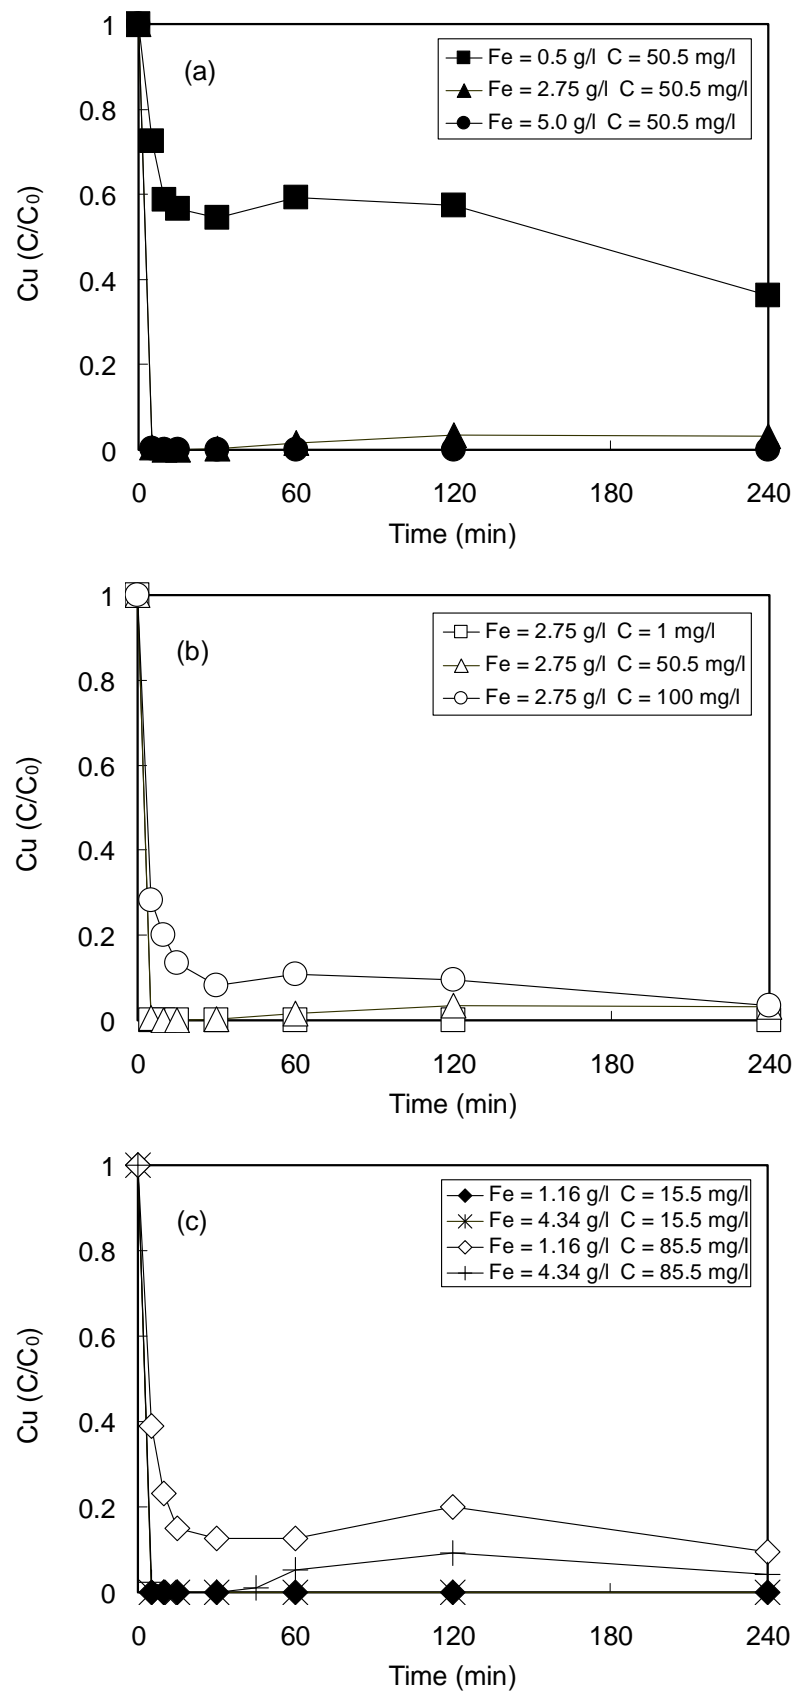 1
(a)
Fe = 0.5 g/l  C = 50.5 mg/l
Fe = 2.75 g/l  C = 50.5 mg/l
Fe = 5.0 g/l  C = 50.5 mg/l
0.8
0.6
0.4
0.2
0
Cu (C/C₀)
0 60 120 180 240
Time (min)
1
(b)
Fe = 2.75 g/l  C = 1 mg/l
Fe = 2.75 g/l  C = 50.5 mg/l
Fe = 2.75 g/l  C = 100 mg/l
0.8
0.6
0.4
0.2
0
Cu (C/C₀)
0 60 120 180 240
Time (min)
1
(c)
Fe = 1.16 g/l  C = 15.5 mg/l
Fe = 4.34 g/l  C = 15.5 mg/l
Fe = 1.16 g/l  C = 85.5 mg/l
Fe = 4.34 g/l  C = 85.5 mg/l
0.8
0.6
0.4
0.2
0
Cu (C/C₀)
0 60 120 180 240
Time (min)